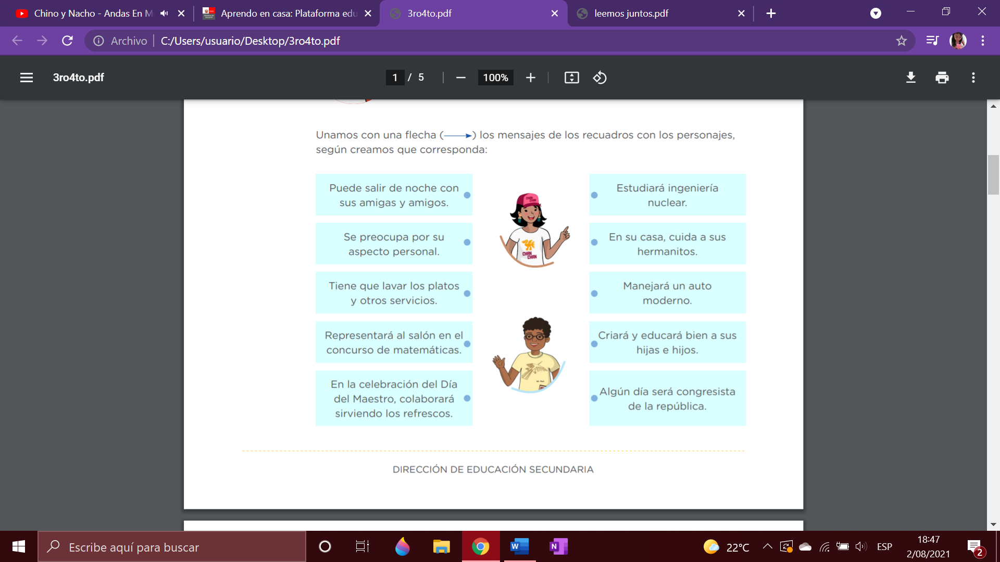 Chino y Nacho - Andas En M
Aprendo en casa: Plataforma edu
3ro4to.pdf
leemos juntos.pdf
Archivo
C:/Users/usuario/Desktop/3ro4to.pdf
3ro4to.pdf
1 / 5
100%
Unamos con una flecha (→) los mensajes de los recuadros con los personajes,
según creamos que corresponda:
Puede salir de noche con
sus amigas y amigos.
Se preocupa por su
aspecto personal.
Tiene que lavar los platos
y otros servicios.
Representará al salón en el
concurso de matemáticas.
En la celebración del Día
del Maestro, colaborará
sirviendo los refrescos.
CHAN
CHAN
CHAN
CHAN
Estudiará ingeniería
nuclear.
En su casa, cuida a sus
hermanitos.
Manejará un auto
moderno.
Criará y educará bien a sus
hijas e hijos.
Algún día será congresista
de la república.
DIRECCIÓN DE EDUCACIÓN SECUNDARIA
Escribe aquí para buscar
W
N
22°C
ESP
18:47
2/08/2021
2